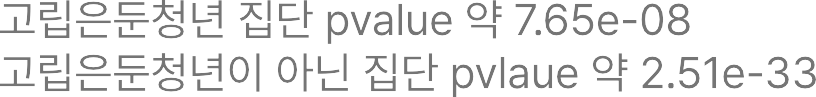 고립은둔청년 집단 pvalue 약 7.65e-08
고립은둔청년이 아닌 집단 pvlaue 약 2.51e-33